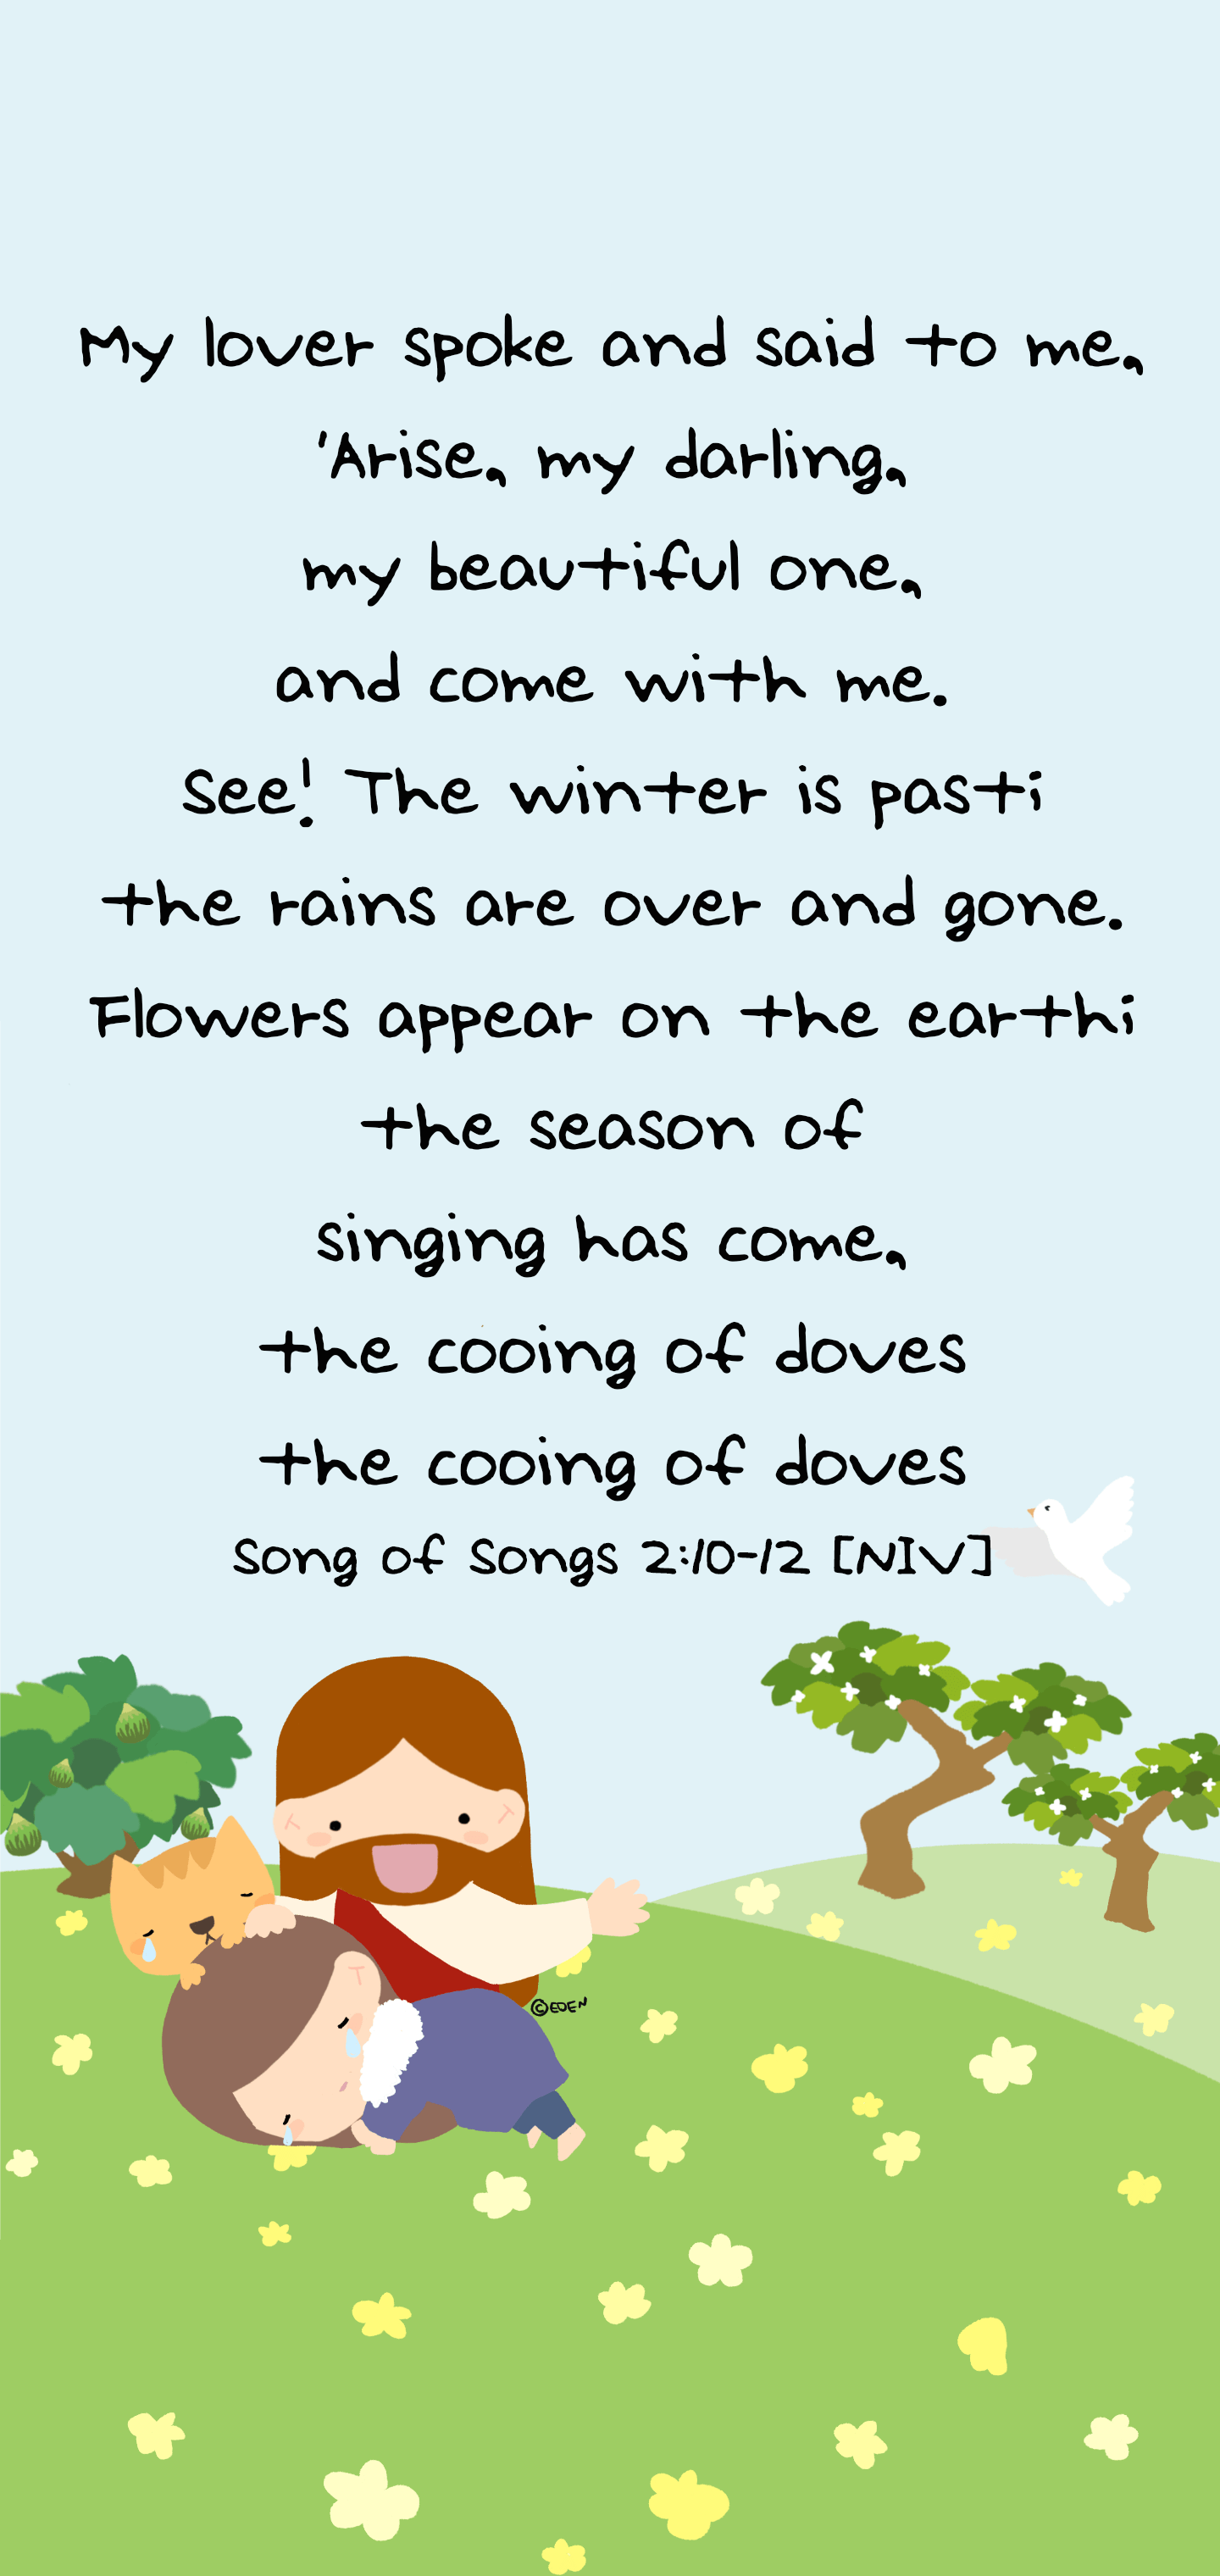 My lover spoke and said to me,
'Arise, my darling,
my beautiful one,
and come with me.
See! The winter is pasti
the rains are over and gone.
Flowers appear on the earthi
the season of
singing has come,
the cooing of doves
the cooing of doves
Song of Songs 2:10-12 [NIV]
©EDEN